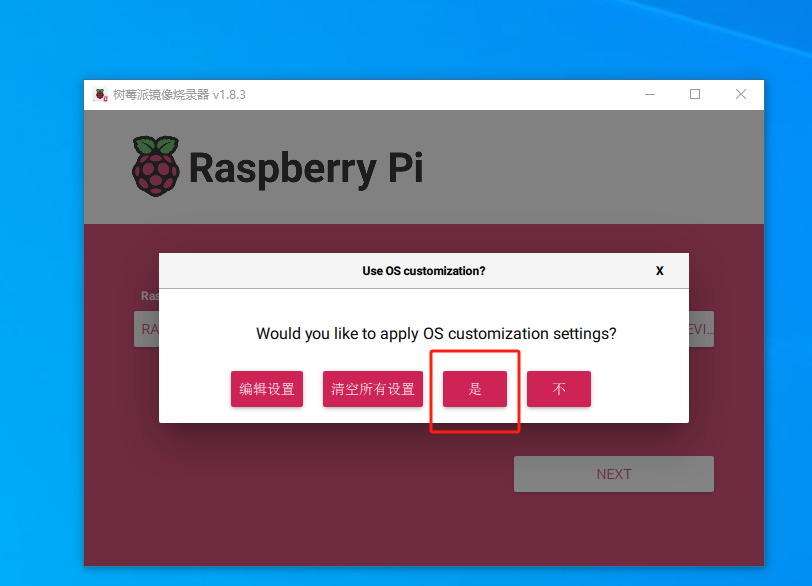 树莓派镜像烧录器 v1.8.3
Raspberry Pi
Use OS customization?
X
Ras
Would you like to apply OS customization settings?
RA
EVI...
编辑设置
清空所有设置
是
不
NEXT